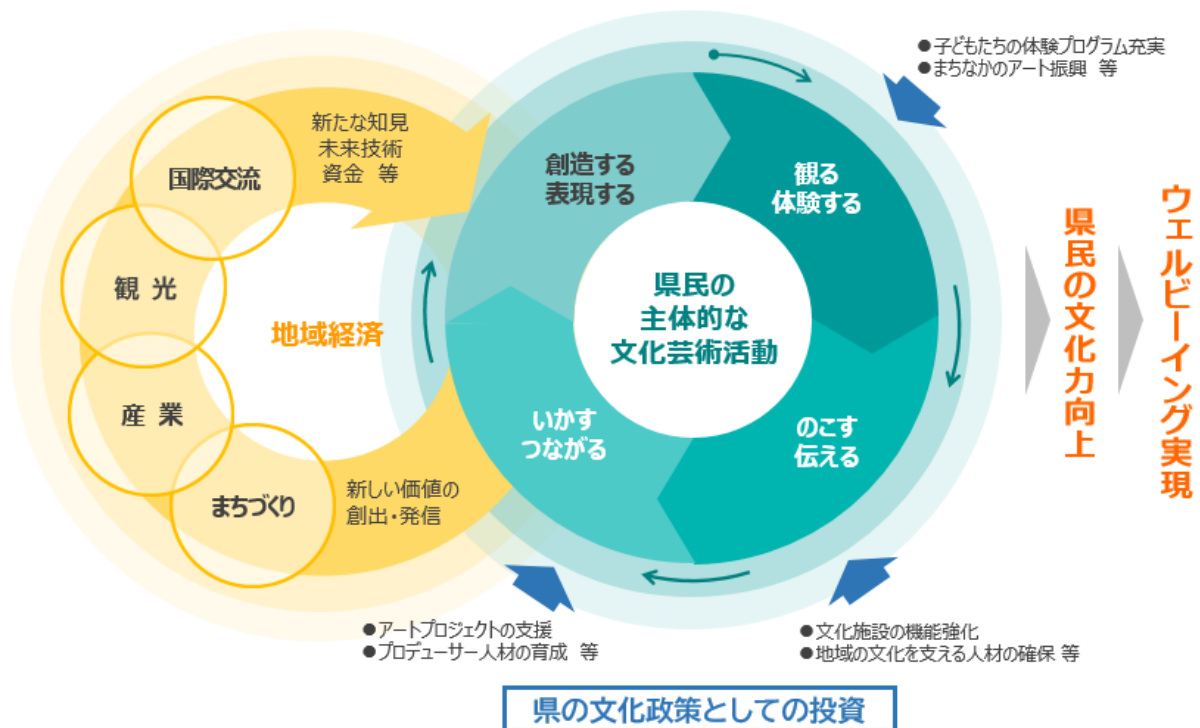 ●子どもたちの体験プログラム充実
●まちなかのアート振興 等
国際交流
観 光
産 業
まちづくり
新たな知見
未来技術
資金 等
地域経済
新しい価値の
創出・発信
創造する
表現する
観る
体験する
県民の
主体的な
文化芸術活動
いかす
つながる
のこす
伝える
県民の文化力向上
ウェルビーイング実現
●アートプロジェクトの支援
●プロデューサー人材の育成 等
●文化施設の機能強化
●地域の文化を支える人材の確保 等
県の文化政策としての投資